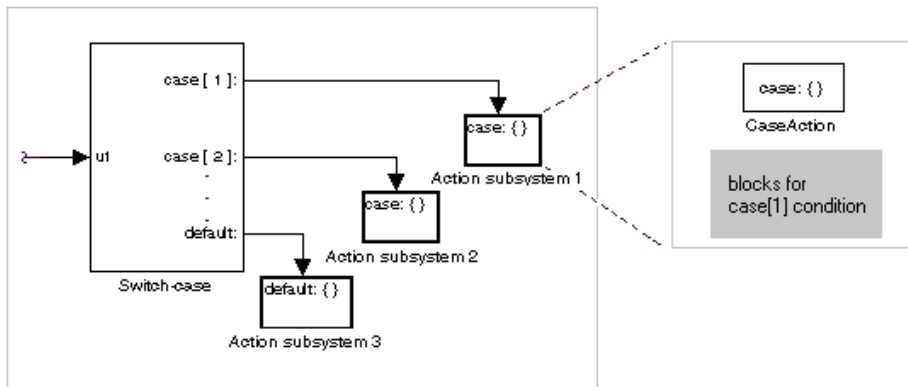 case [ 1 ]:
case: { }
Action subsystem 1
u1
case [ 2 ]:
.
.
.
case: { }
Action subsystem 2
default:
Switch-case
default: { }
Action subsystem 3
case: { }
CaseAction
blocks for
case[1] condition